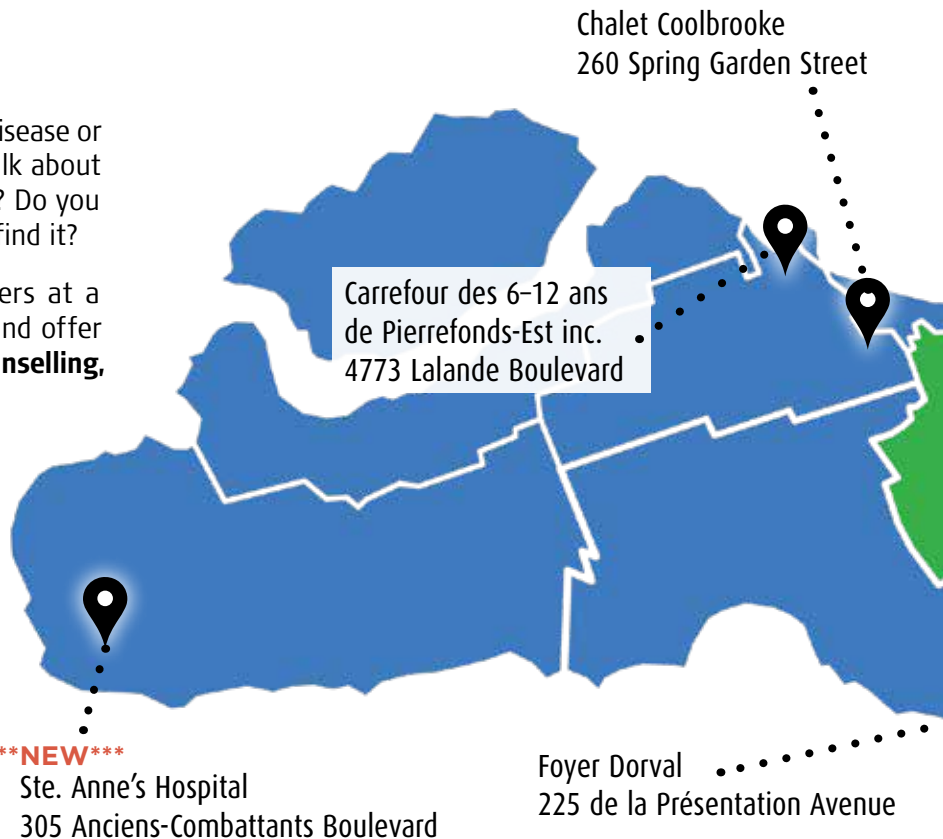 Chalet Coolbrooke
260 Spring Garden Street
isease or
lk about
? Do you
find it?
ers at a
nd offer
nselling,
Carrefour des 6–12 ans
de Pierrefonds-Est inc.
4773 Lalande Boulevard
**NEW***
Ste. Anne's Hospital
305 Anciens-Combattants Boulevard
Foyer Dorval
225 de la Présentation Avenue